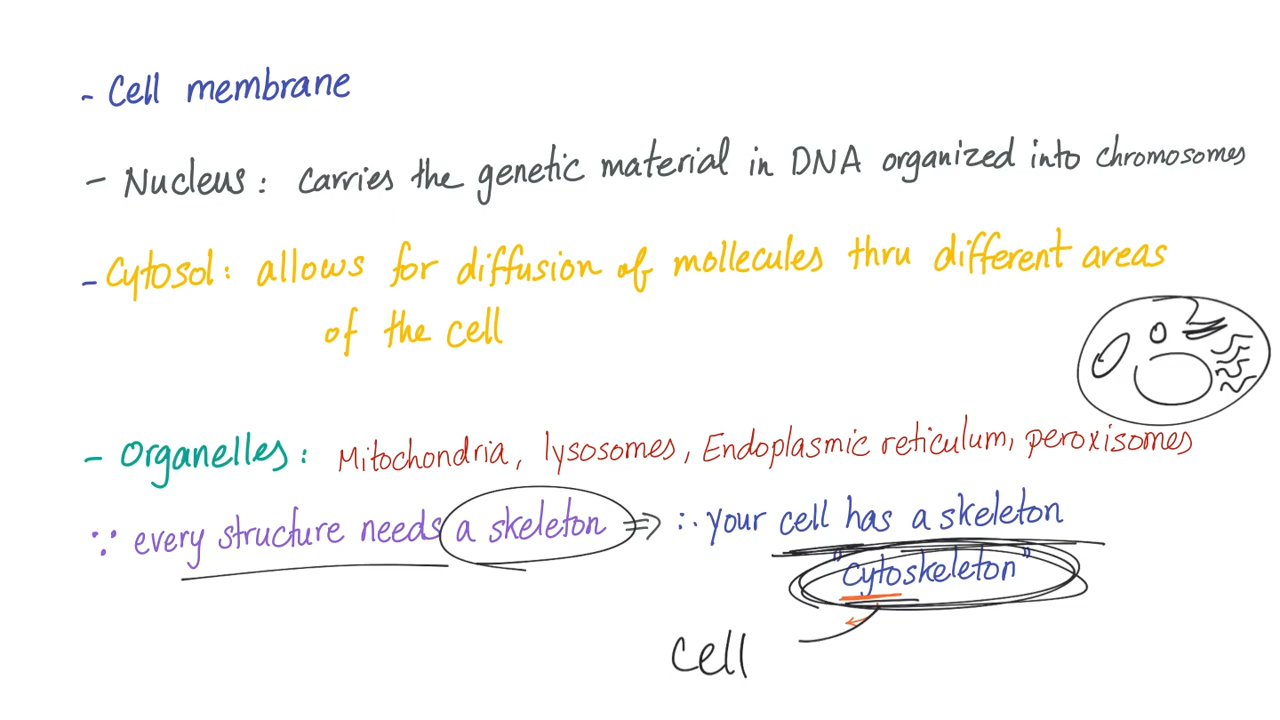 - Cell membrane
- Nucleus: carries the genetic material in DNA organized into chromosomes
- Cytosol: allows for diffusion of mollecules thru different areas
of the cell
- Organelles: Mitochondria, lysosomes, Endoplasmic reticulum, peroxisomes
∵ every structure needs a skeleton ⇒ ∴ your cell has a skeleton
"cytoskeleton"
cell